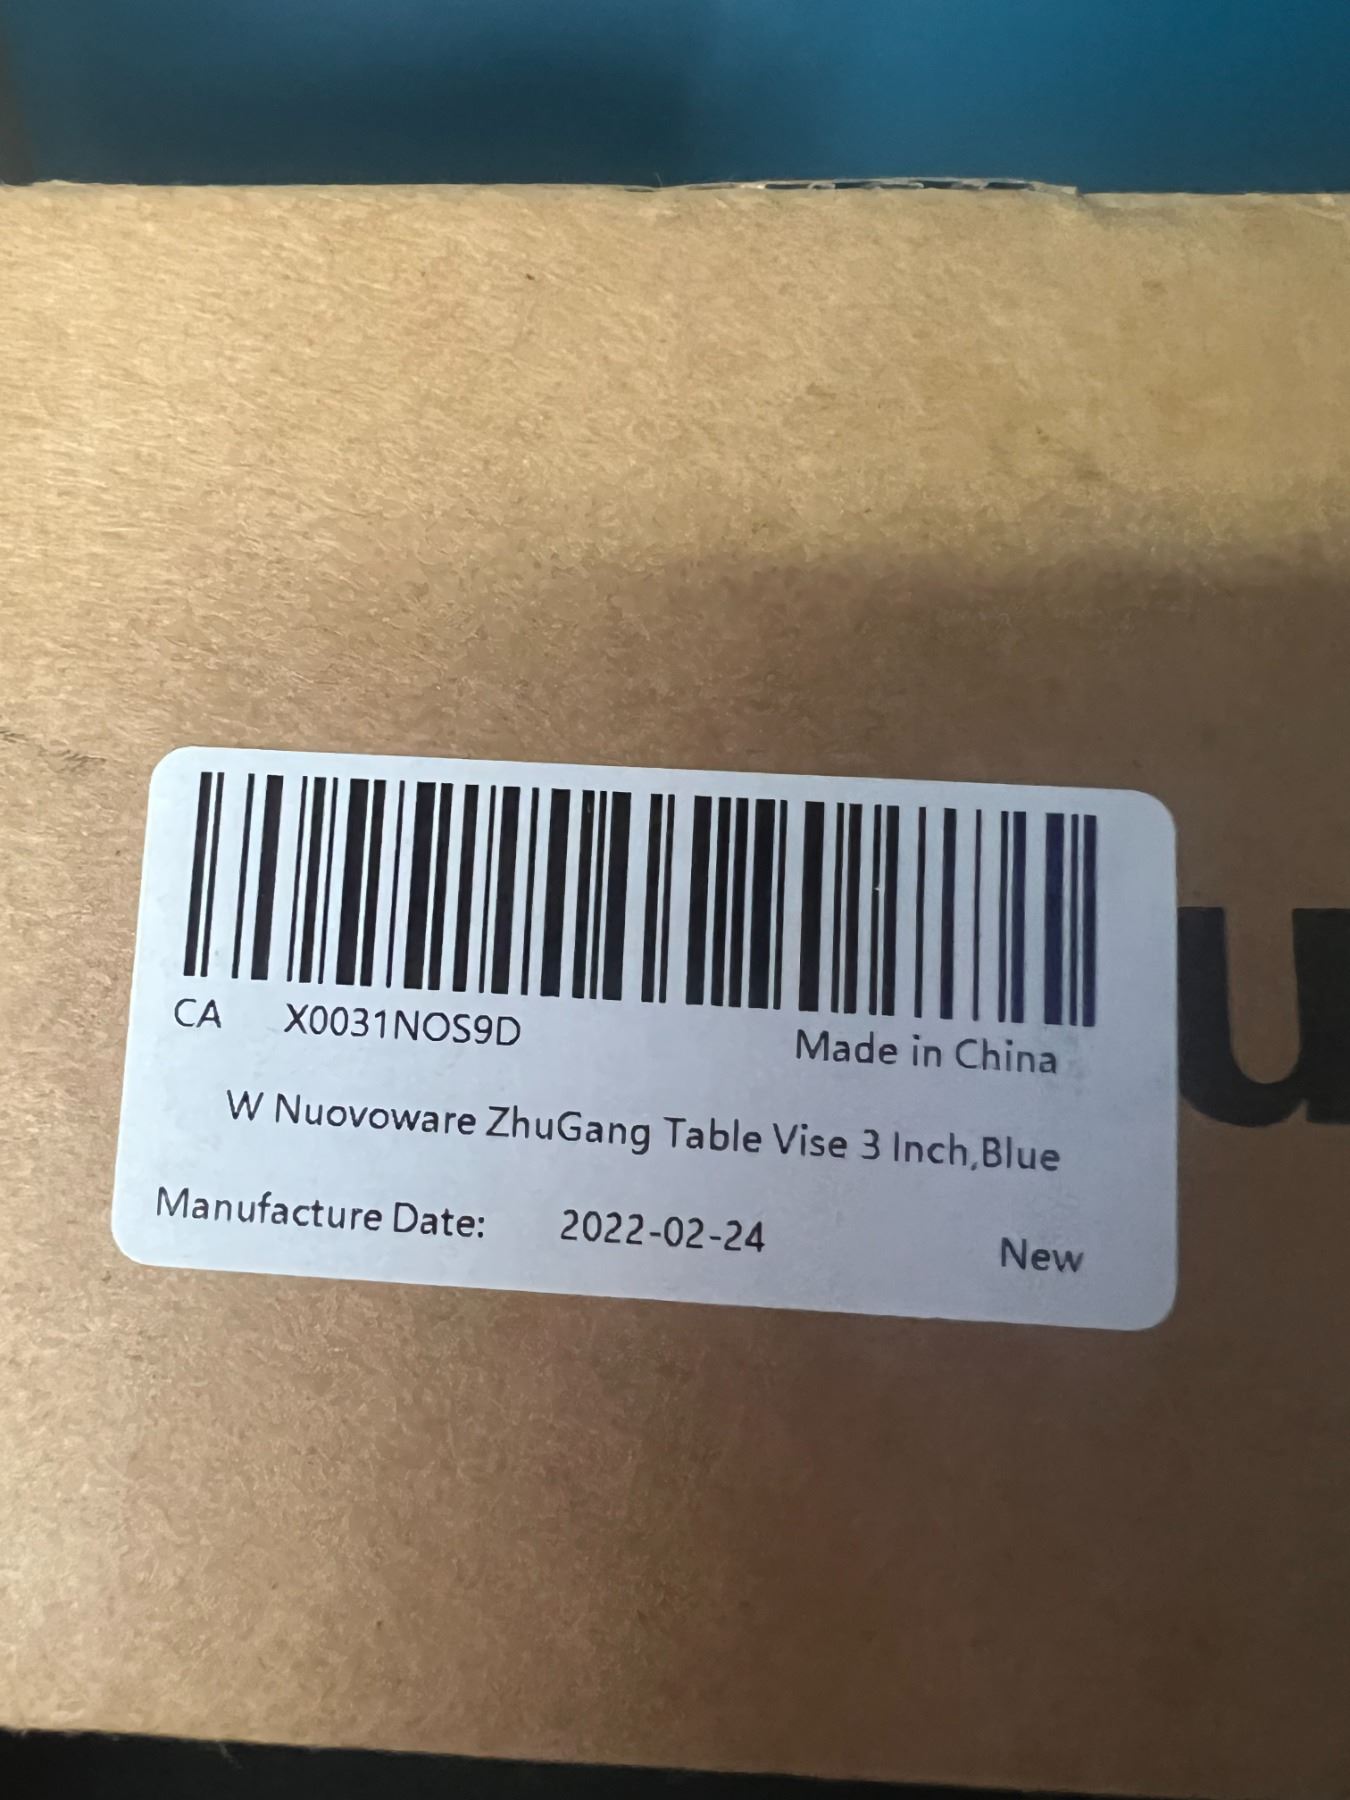 CA X0031NOS9D Made in China
W Nuovoware ZhuGang Table Vise 3 Inch,Blue
Manufacture Date: 2022-02-24 New
u